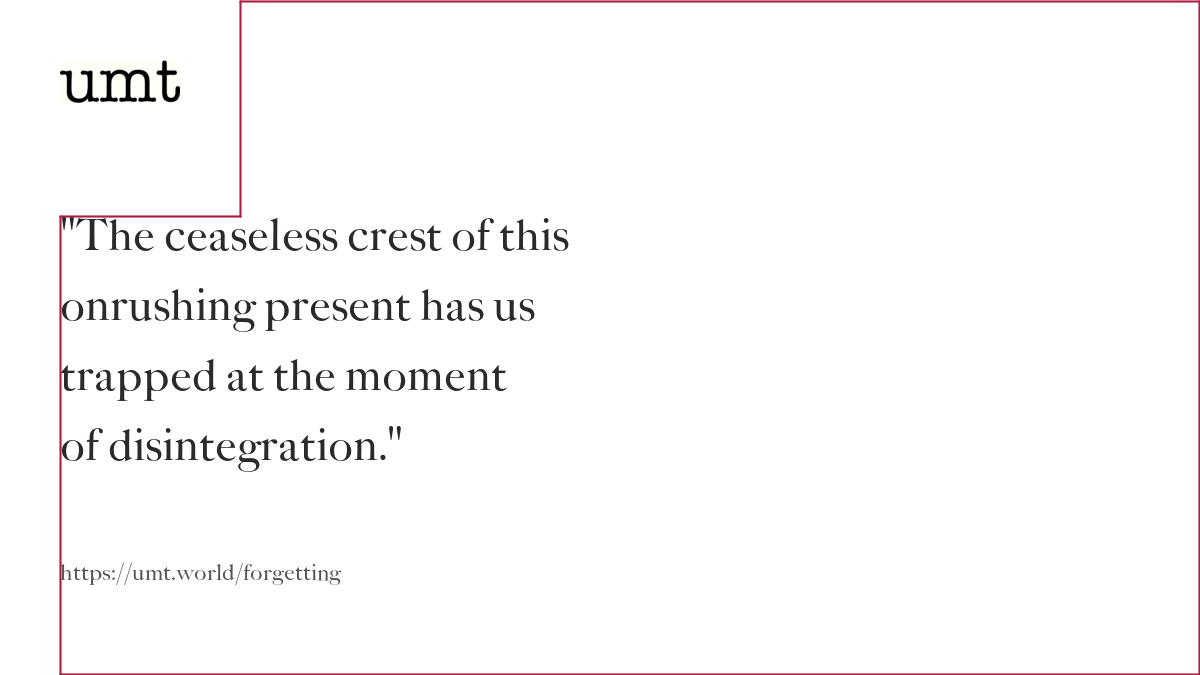 umt
"The ceaseless crest of this
onrushing present has us
trapped at the moment
of disintegration."
https://umt.world/forgetting